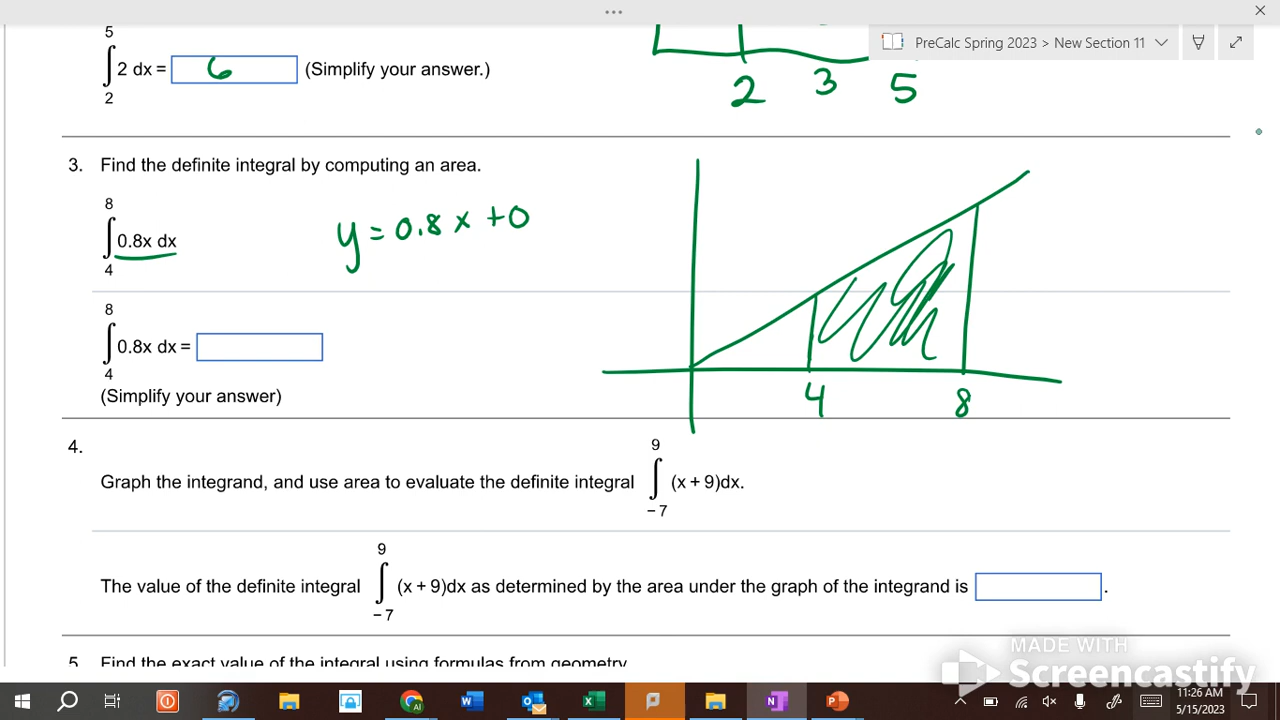 PreCalc Spring 2023 > New Section 11
5
∫ 2 dx = 6 (Simplify your answer.)
2
2 3 5
3. Find the definite integral by computing an area.
8
∫ 0.8x dx
4
y = 0.8x + 0
8
∫ 0.8x dx =
4
(Simplify your answer)
4 8
4.
9
Graph the integrand, and use area to evaluate the definite integral ∫ (x + 9)dx.
− 7
9
The value of the definite integral ∫ (x + 9)dx as determined by the area under the graph of the integrand is .
− 7
5. Find the exact value of the integral using formulas from geometry.
MADE WITH
Screencastify
11:26 AM
5/15/2023